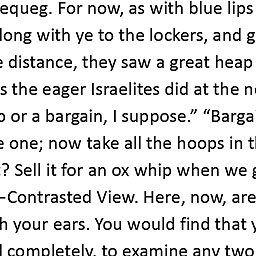 equeg. For now, as with blue lips
long with ye to the lockers, and g
distance, they saw a great heap
s the eager Israelites did at the n
or a bargain, I suppose.” “Barga
one; now take all the hoops in t
? Sell it for an ox whip when we g
–Contrasted View. Here, now, are
h your ears. You would find that y
completely, to examine any two